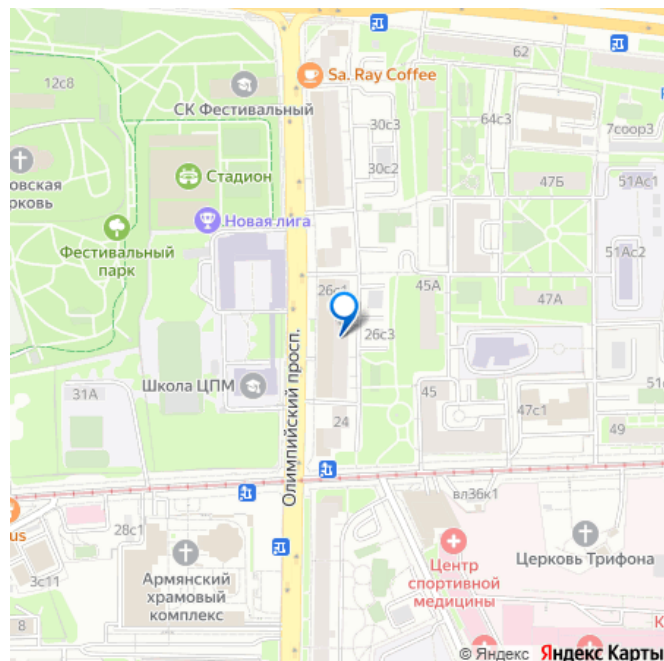 12с8
62
Sa. Ray Coffee
СК Фестивальный
64с3
30с3
7соор3
30с2
Стадион
47Б
51Ас1
Новая лига
Фестивальный
парк
51Ас2
26с1
45А
47А
26с3
Олимпийский просп.
Школа ЦПМ
31А
45
47с1
24
49
вл36к1
28с1
Церковь Трифона
Центр
спортивной
медицины
Армянский
храмовый
комплекс
3с11
8
© Яндекс Яндекс Карты